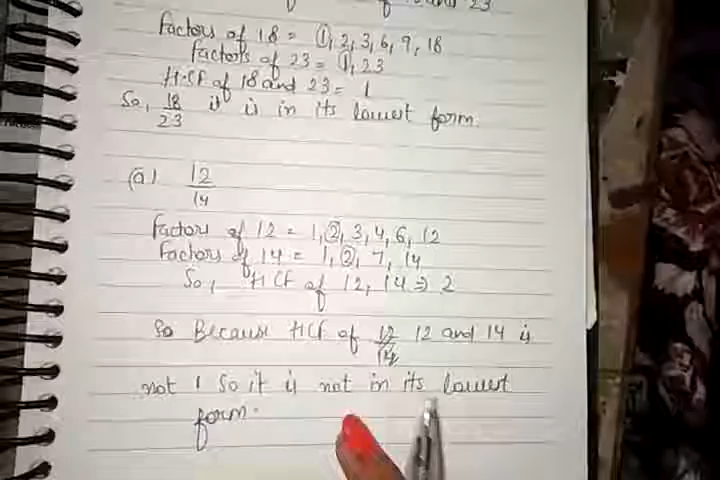 and 23
Factors of 18 = 1, 2, 3, 6, 9, 18
Factors of 23 = 1, 23
H.C.F of 18 and 23 = 1
So, 18/23 it is in its lowest form.
(a) 12/14
Factors of 12 = 1, 2, 3, 4, 6, 12
Factors of 14 = 1, 2, 7, 14
So, HCF of 12, 14 ⇒ 2
So Because HCF of 12/14 12 and 14 is
not 1 So it is not in its lowest
form.